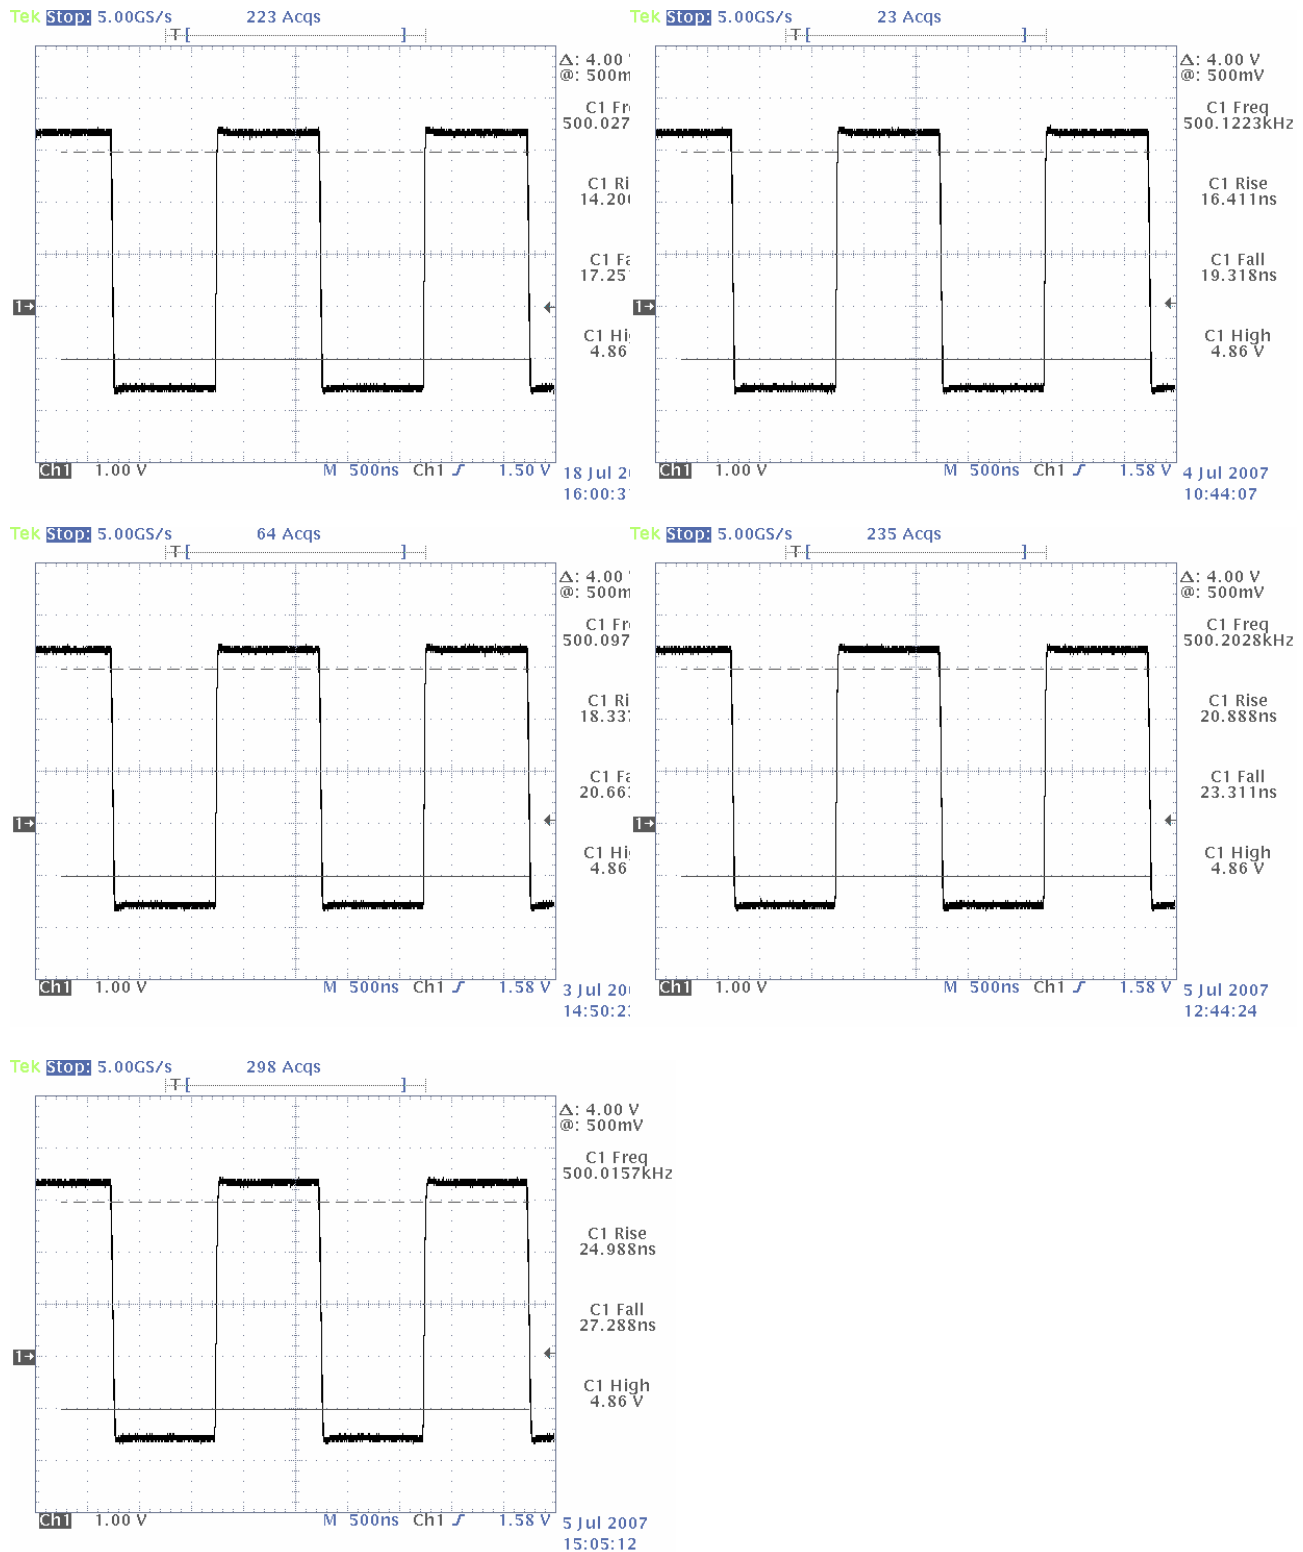 Tek Stop: 5.00GS/s 223 Acqs
T
Δ: 4.00
@: 500m
C1 Fr
500.027
C1 Ri
14.20
C1 Fa
17.25
C1 Hi
4.86
1
Ch1 1.00 V M 500ns Ch1 1.50 V
18 Jul 2
16:00:3
Tek Stop: 5.00GS/s 23 Acqs
T
Δ: 4.00 V
@: 500mV
C1 Freq
500.1223kHz
C1 Rise
16.411ns
C1 Fall
19.318ns
C1 High
4.86 V
1
Ch1 1.00 V M 500ns Ch1 1.58 V
4 Jul 2007
10:44:07
Tek Stop: 5.00GS/s 64 Acqs
T
Δ: 4.00
@: 500m
C1 Fr
500.097
C1 Ri
18.33
C1 Fa
20.66
C1 Hi
4.86
1
Ch1 1.00 V M 500ns Ch1 1.58 V
3 Jul 20
14:50:2
Tek Stop: 5.00GS/s 235 Acqs
T
Δ: 4.00 V
@: 500mV
C1 Freq
500.2028kHz
C1 Rise
20.888ns
C1 Fall
23.311ns
C1 High
4.86 V
1
Ch1 1.00 V M 500ns Ch1 1.58 V
5 Jul 2007
12:44:24
Tek Stop: 5.00GS/s 298 Acqs
T
Δ: 4.00 V
@: 500mV
C1 Freq
500.0157kHz
C1 Rise
24.988ns
C1 Fall
27.288ns
C1 High
4.86 V
1
Ch1 1.00 V M 500ns Ch1 1.58 V
5 Jul 2007
15:05:12